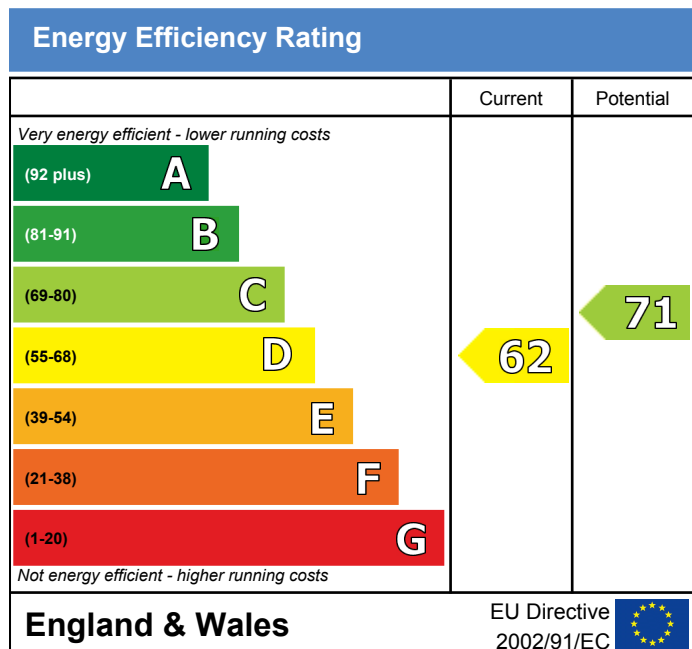 Energy Efficiency Rating
Current Potential
Very energy efficient - lower running costs
(92 plus) A
(81-91) B
(69-80) C
71
(55-68) D
62
(39-54) E
(21-38) F
(1-20) G
Not energy efficient - higher running costs
England & Wales
EU Directive
2002/91/EC